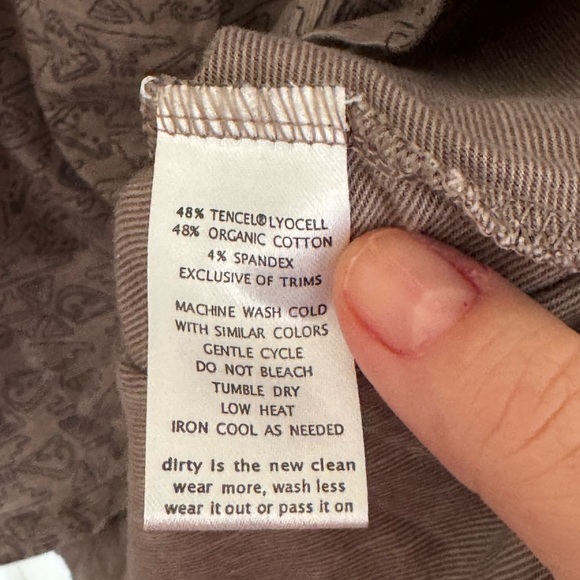 48% TENCEL®LYOCELL
48% ORGANIC COTTON
4% SPANDEX
EXCLUSIVE OF TRIMS
MACHINE WASH COLD
WITH SIMILAR COLORS
GENTLE CYCLE
DO NOT BLEACH
TUMBLE DRY
LOW HEAT
IRON COOL AS NEEDED
dirty is the new clean
wear more, wash less
wear it out or pass it on